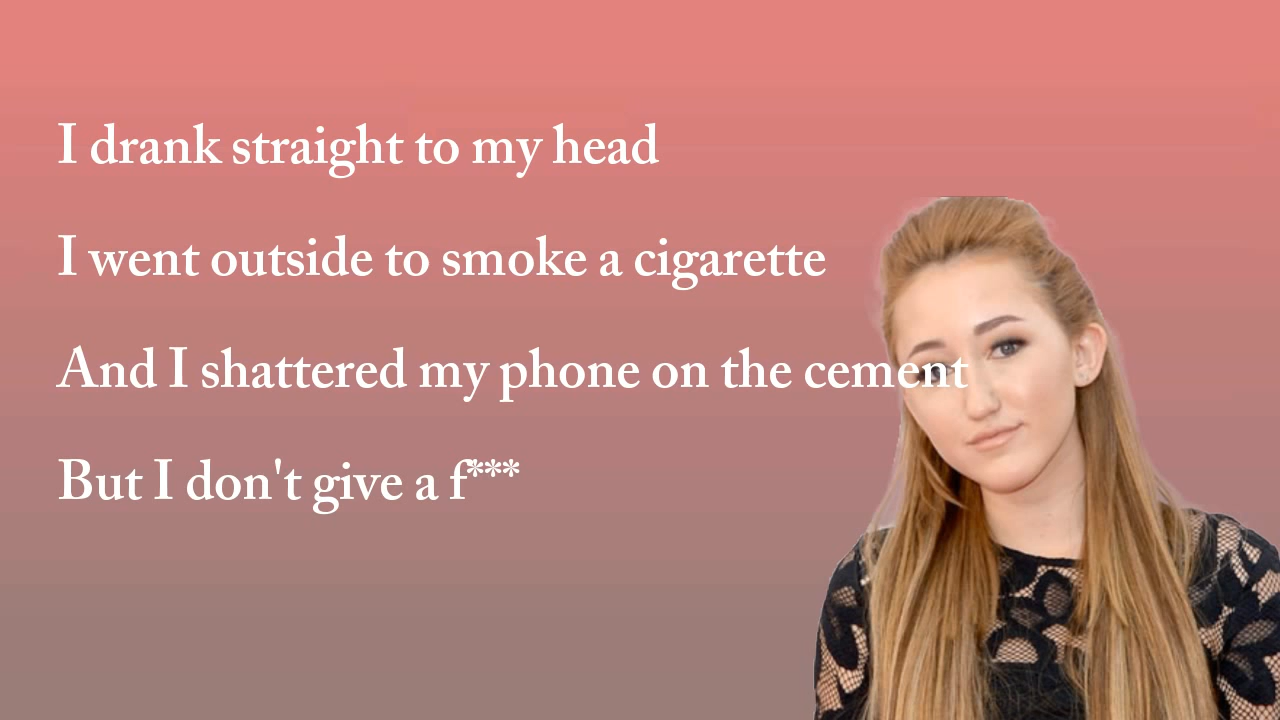 I drank straight to my head
I went outside to smoke a cigarette
And I shattered my phone on the cement
But I don't give a f***